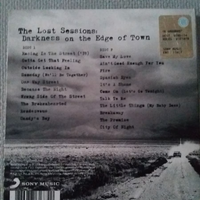 The Lost Sessions:
Darkness on the Edge of Town
SIDE 1
Racing In The Street ('78)
Gotta Get That Feeling
Outside Looking In
Someday (We'll Be Together)
One Way Street
Because The Night
Wrong Side Of The Street
The Brokenhearted
Rendezvous
Candy's Boy
SIDE 2
Save My Love
Ain't Good Enough For You
Fire
Spanish Eyes
It's A Shame
Come On (Let's Go Tonight)
Talk To Me
The Little Things (My Baby Does)
Breakaway
The Promise
City Of Night
SONY MUSIC